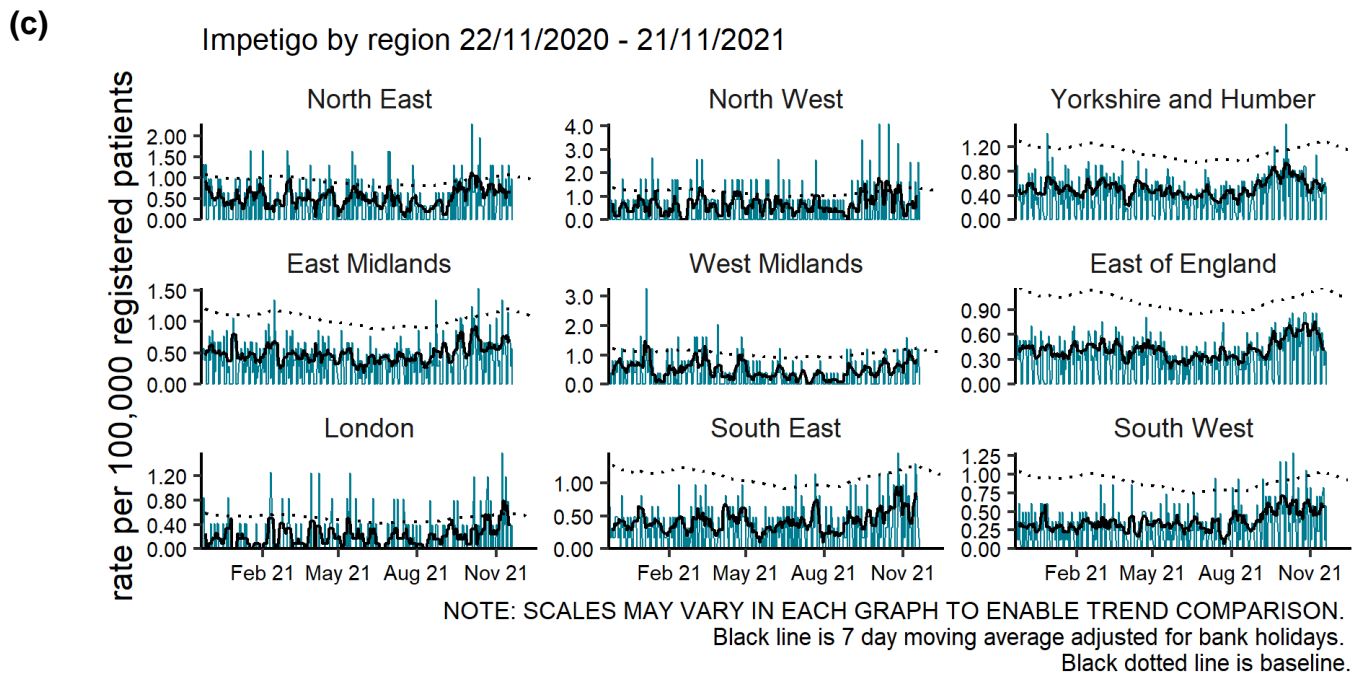 (c)
Impetigo by region 22/11/2020 - 21/11/2021
rate per 100,000 registered patients
North East
2.00
1.50
1.00
0.50
0.00
North West
4.0
3.0
2.0
1.0
0.0
Yorkshire and Humber
1.20
0.80
0.40
0.00
East Midlands
1.50
1.00
0.50
0.00
West Midlands
3.0
2.0
1.0
0.0
East of England
0.90
0.60
0.30
0.00
London
1.20
0.80
0.40
0.00
Feb 21 May 21 Aug 21 Nov 21
South East
1.00
0.50
0.00
Feb 21 May 21 Aug 21 Nov 21
South West
1.25
1.00
0.75
0.50
0.25
0.00
Feb 21 May 21 Aug 21 Nov 21
NOTE: SCALES MAY VARY IN EACH GRAPH TO ENABLE TREND COMPARISON.
Black line is 7 day moving average adjusted for bank holidays.
Black dotted line is baseline.